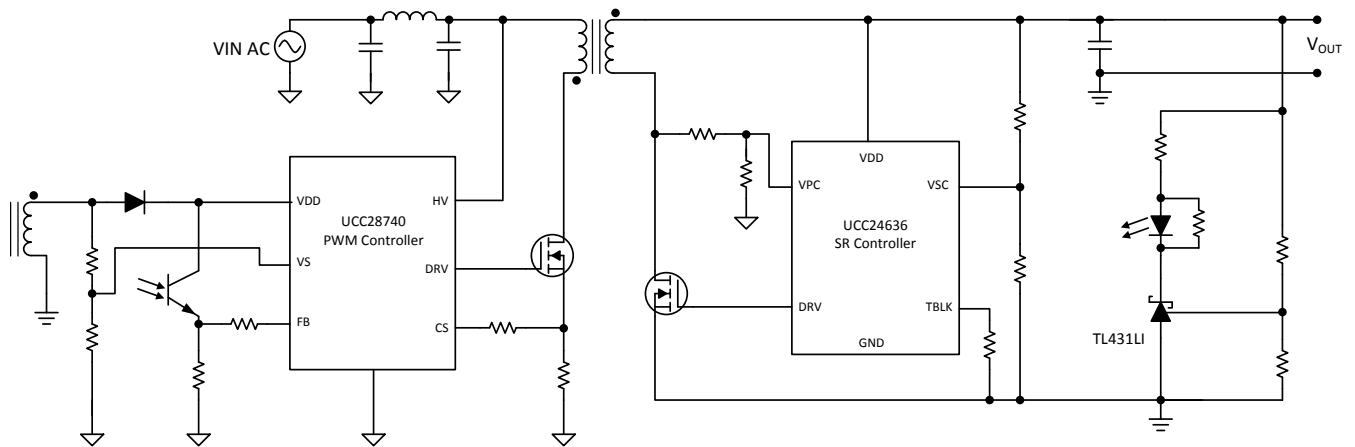 VIN AC
VOUT
VDD
HV
UCC28740
PWM Controller
VS
DRV
FB
CS
VDD
VPC
VSC
UCC24636
SR Controller
DRV
TBLK
GND
TL431LI